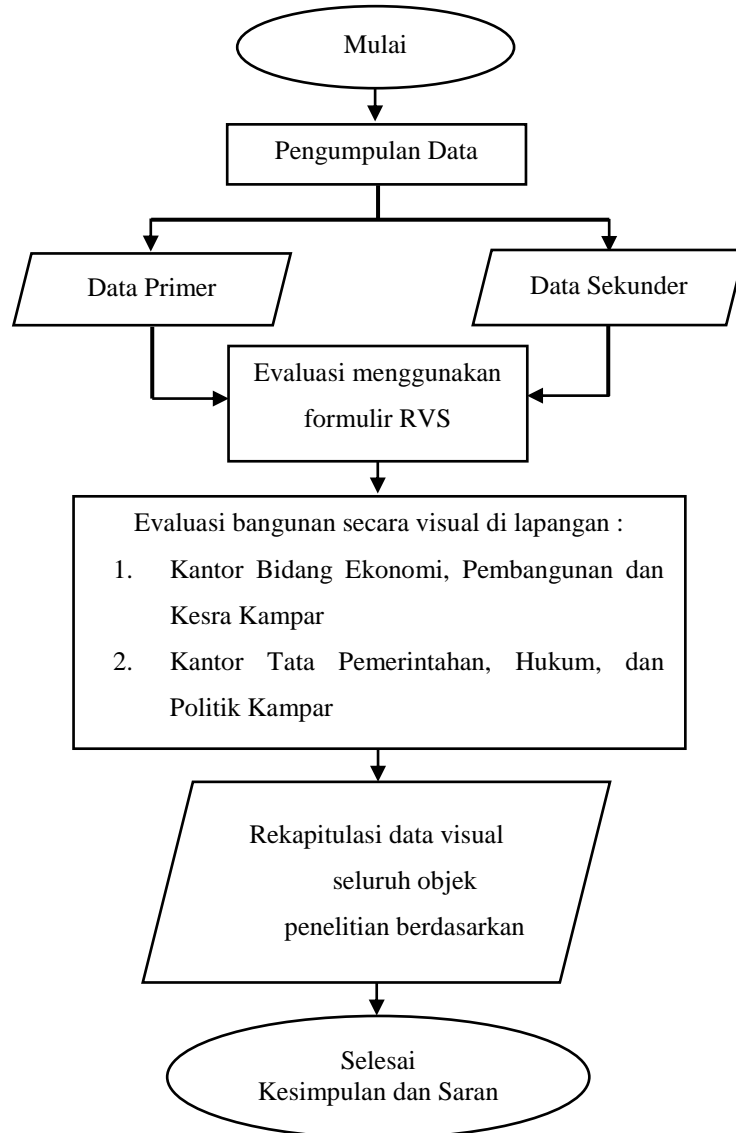 Mulai
Pengumpulan Data
Data Primer
Data Sekunder
Evaluasi menggunakan
formulir RVS
Evaluasi bangunan secara visual di lapangan :
1. Kantor Bidang Ekonomi, Pembangunan dan
Kesra Kampar
2. Kantor Tata Pemerintahan, Hukum, dan
Politik Kampar
Rekapitulasi data visual
seluruh objek
penelitian berdasarkan
Selesai
Kesimpulan dan Saran